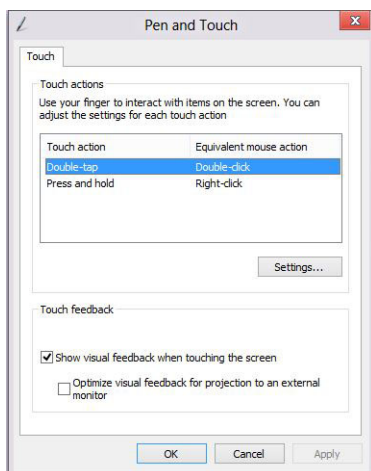 Pen and Touch
Touch
Touch actions
Use your finger to interact with items on the screen. You can
adjust the settings for each touch action
Touch action Equivalent mouse action
Double-tap Double-click
Press and hold Right-click
Settings...
Touch feedback
Show visual feedback when touching the screen
Optimize visual feedback for projection to an external
monitor
OK Cancel Apply